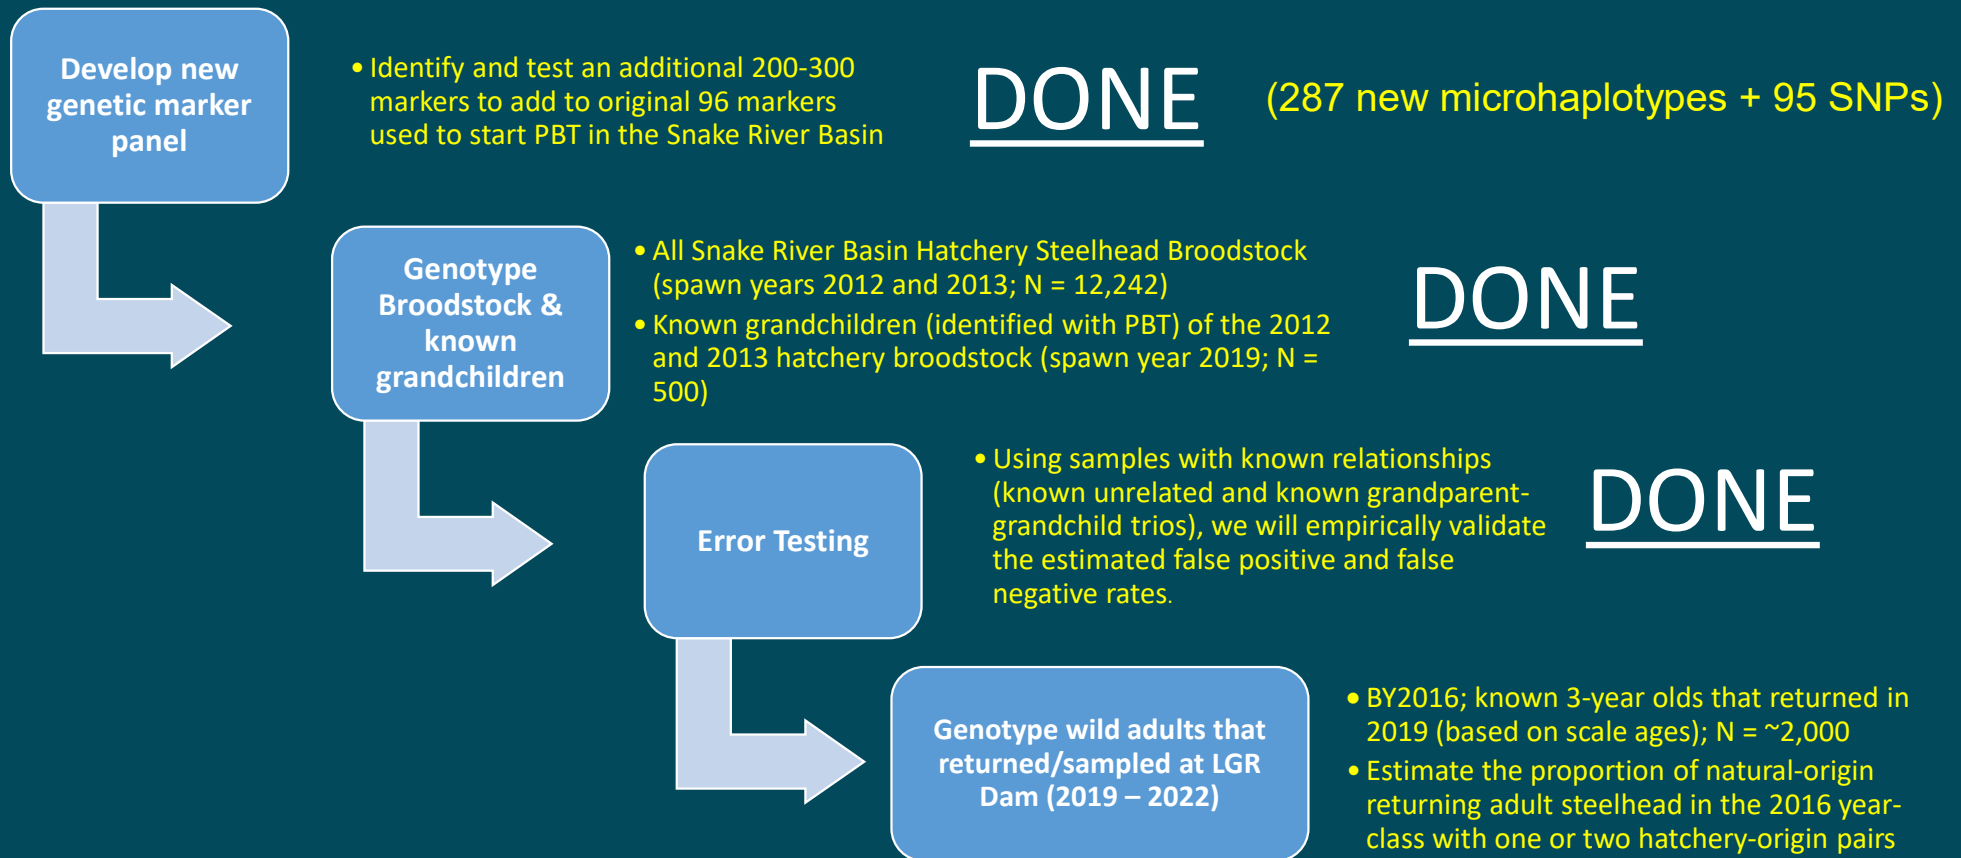 Develop new
genetic marker
panel
• Identify and test an additional 200-300
markers to add to original 96 markers
used to start PBT in the Snake River Basin
DONE
(287 new microhaplotypes + 95 SNPs)
Genotype
Broodstock &
known
grandchildren
• All Snake River Basin Hatchery Steelhead Broodstock
(spawn years 2012 and 2013; N = 12,242)
• Known grandchildren (identified with PBT) of the 2012
and 2013 hatchery broodstock (spawn year 2019; N =
500)
DONE
Error Testing
• Using samples with known relationships
(known unrelated and known grandparent-
grandchild trios), we will empirically validate
the estimated false positive and false
negative rates.
DONE
Genotype wild adults that
returned/sampled at LGR
Dam (2019 – 2022)
• BY2016; known 3-year olds that returned in
2019 (based on scale ages); N = ~2,000
• Estimate the proportion of natural-origin
returning adult steelhead in the 2016 year-
class with one or two hatchery-origin pairs